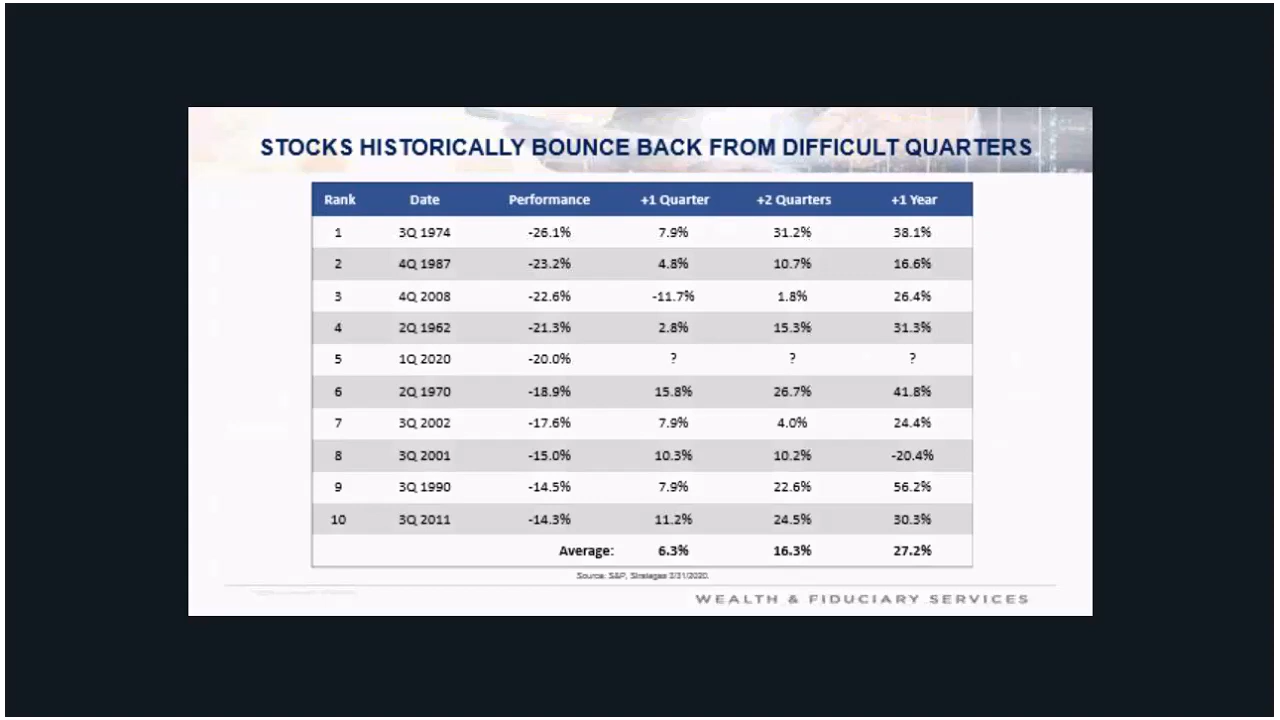 STOCKS HISTORICALLY BOUNCE BACK FROM DIFFICULT QUARTERS
Rank Date Performance +1 Quarter +2 Quarters +1 Year
1 3Q 1974 -26.1% 7.9% 31.2% 38.1%
2 4Q 1987 -23.2% 4.8% 10.7% 16.6%
3 4Q 2008 -22.6% -11.7% 1.8% 26.4%
4 2Q 1962 -21.3% 2.8% 15.3% 31.3%
5 1Q 2020 -20.0% ? ? ?
6 2Q 1970 -18.9% 15.8% 26.7% 41.8%
7 3Q 2002 -17.6% 7.9% 4.0% 24.4%
8 3Q 2001 -15.0% 10.3% 10.2% -20.4%
9 3Q 1990 -14.5% 7.9% 22.6% 56.2%
10 3Q 2011 -14.3% 11.2% 24.5% 30.3%
Average: 6.3% 16.3% 27.2%
Source: S&P, Strategas 3/31/2020.
WEALTH & FIDUCIARY SERVICES